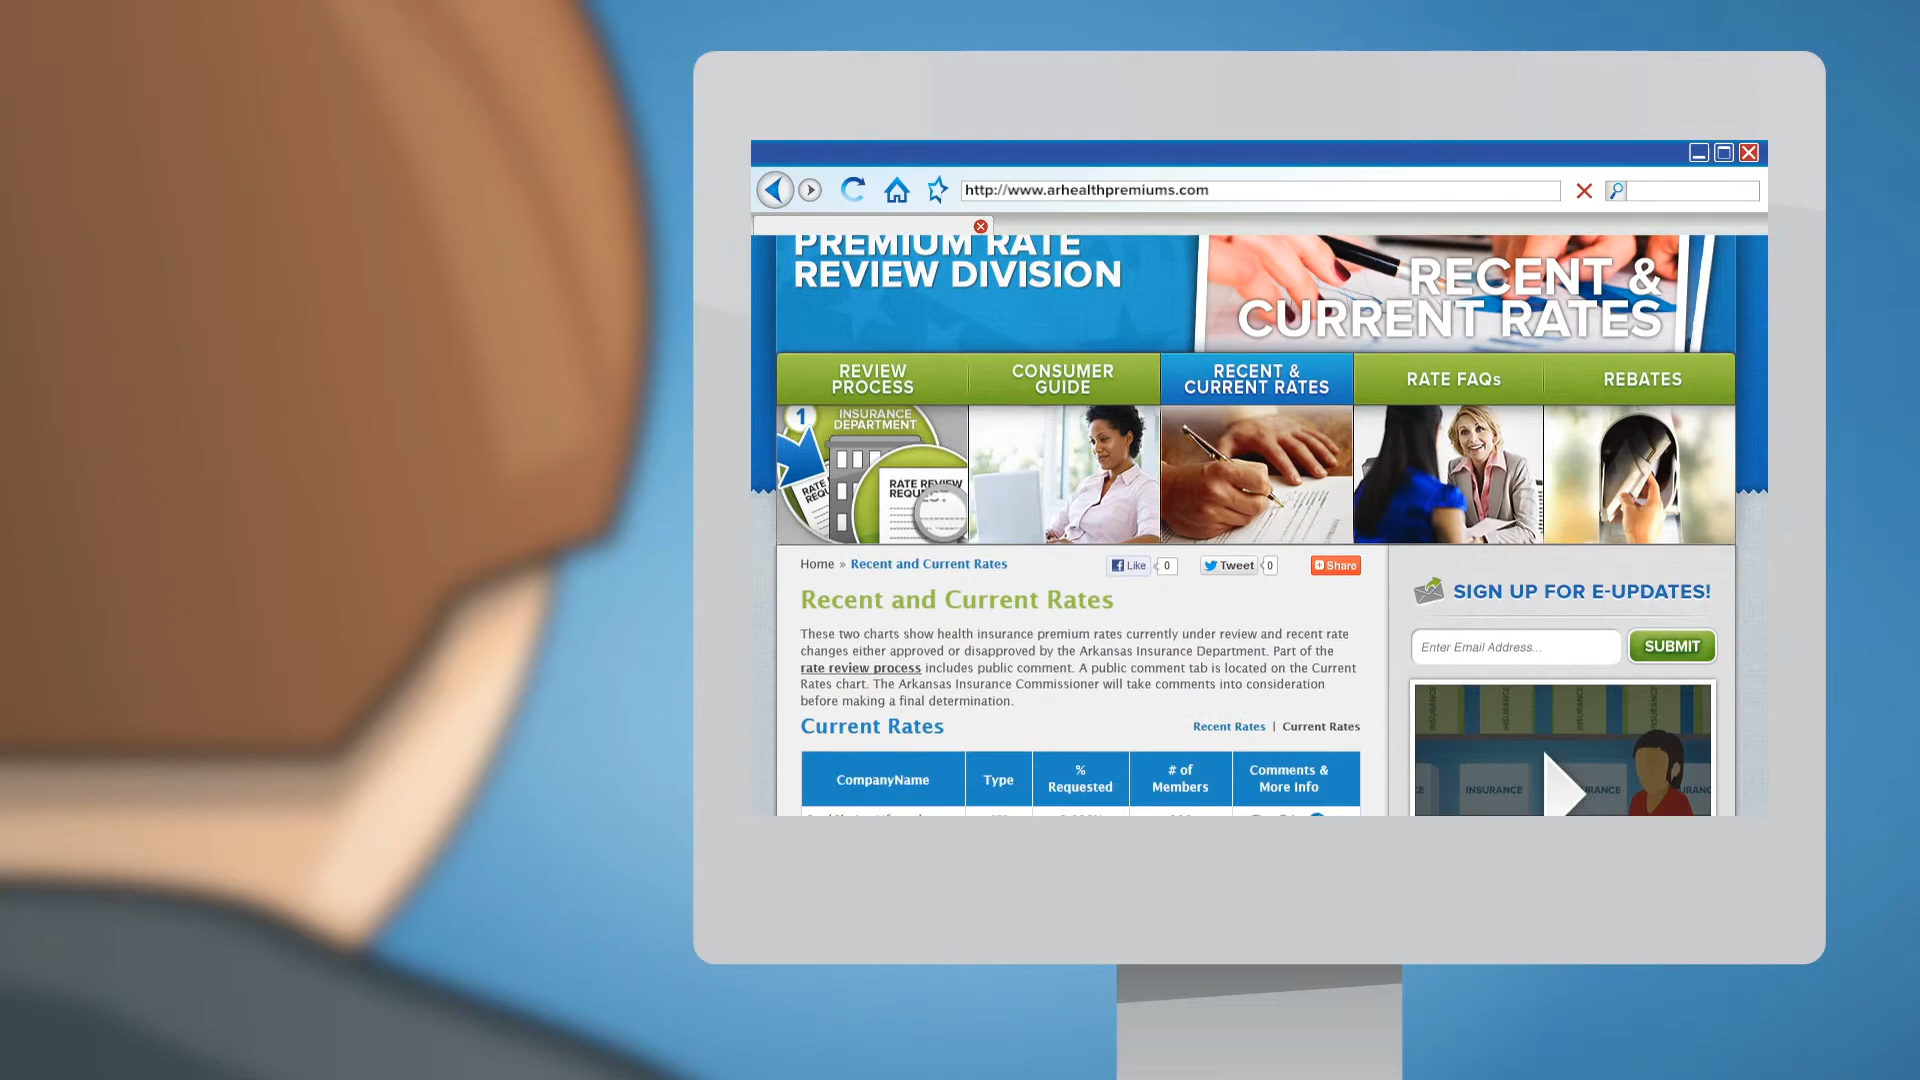 http://www.arhealthpremiums.com
PREMIUM RATE
REVIEW DIVISION
RECENT &
CURRENT RATES
REVIEW
PROCESS
CONSUMER
GUIDE
RECENT &
CURRENT RATES
RATE FAQs
REBATES
1
INSURANCE
DEPARTMENT
RATE REVIEW
Home » Recent and Current Rates
Like 0
Tweet 0
Share
Recent and Current Rates
These two charts show health insurance premium rates currently under review and recent rate
changes either approved or disapproved by the Arkansas Insurance Department. Part of the
rate review process includes public comment. A public comment tab is located on the Current
Rates chart. The Arkansas Insurance Commissioner will take comments into consideration
before making a final determination.
Current Rates
Recent Rates | Current Rates
CompanyName
Type
%
Requested
# of
Members
Comments &
More Info
SIGN UP FOR E-UPDATES!
Enter Email Address...
SUBMIT
INSURANCE